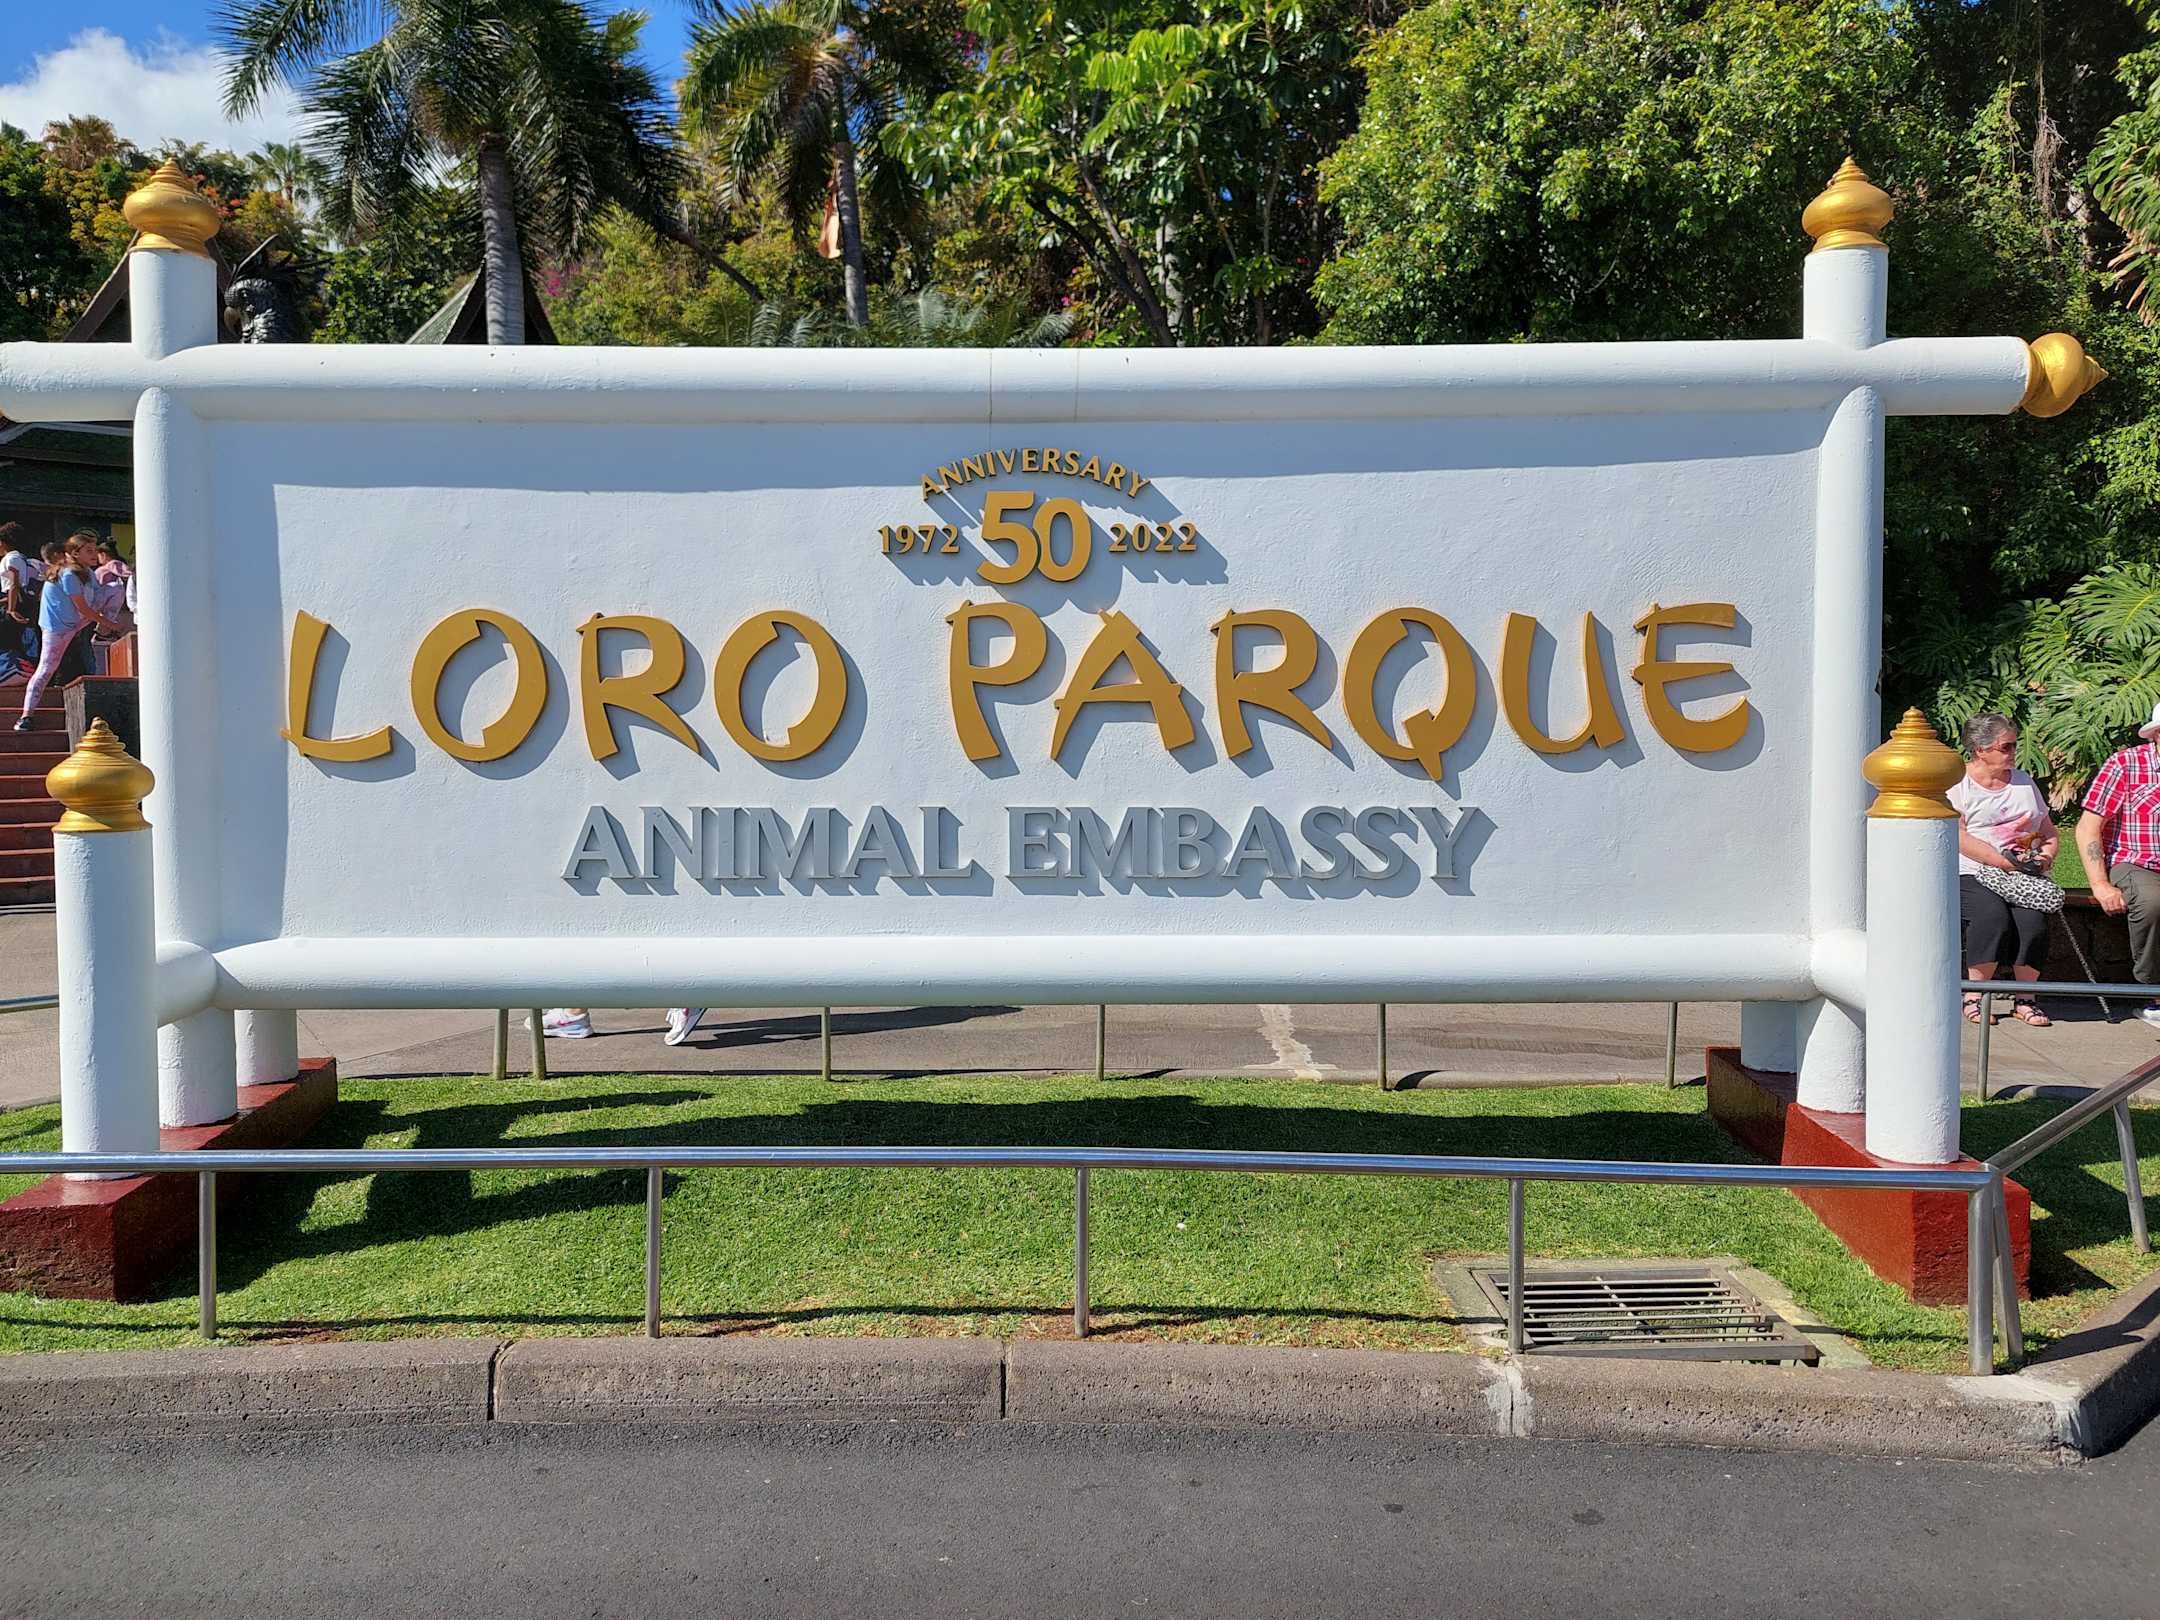 ANNIVERSARY
1972 50 2022
LORO PARQUE
ANIMAL EMBASSY